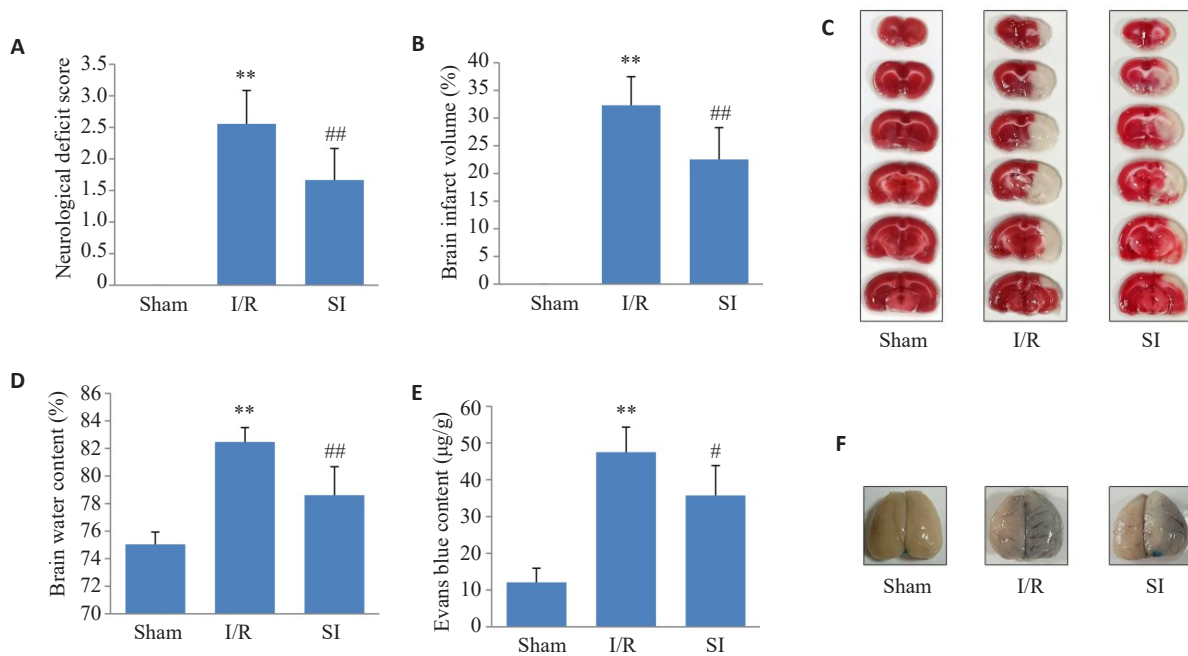 A
Neurological deficit score
3.5
3.0
2.5
2.0
1.5
1.0
0.5
0
**
##
Sham I/R SI
B
Brain infarct volume (%)
40
35
30
25
20
15
10
5
0
**
##
Sham I/R SI
C
Sham I/R SI
D
Brain water content (%)
86
84
82
80
78
76
74
72
70
**
##
Sham I/R SI
E
Evans blue content (μg/g)
60
50
40
30
20
10
0
**
#
Sham I/R SI
F
Sham I/R SI